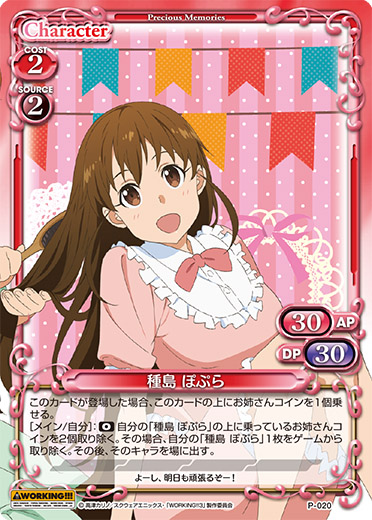 Precious Memories
Character
COST
2
SOURCE
2
30 AP
DP 30
種島 ぽぷら
このカードが登場した場合、このカードの上にお姉さんコインを1個乗
せる。
[メイン/自分]: 自分の「種島 ぽぷら」の上に乗っているお姉さんコ
インを2個取り除く。その場合、自分の「種島 ぽぷら」1枚をゲームから
取り除く。その後、そのキャラを場に出す。
よーし、明日も頑張るぞー！
WORKING!!!
© 高津カリノ/スクウェアエニックス・「WORKING!!3」製作委員会
P-020